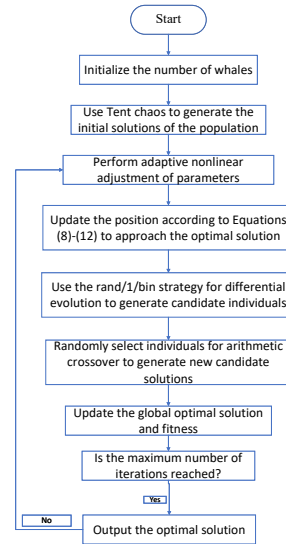 Start
Initialize the number of whales
Use Tent chaos to generate the
initial solutions of the population
Perform adaptive nonlinear
adjustment of parameters
Update the position according to Equations
(8)-(12) to approach the optimal solution
Use the rand/1/bin strategy for differential
evolution to generate candidate individuals
Randomly select individuals for arithmetic
crossover to generate new candidate
solutions
Update the global optimal solution
and fitness
Is the maximum number of
iterations reached?
Yes
No
Output the optimal solution